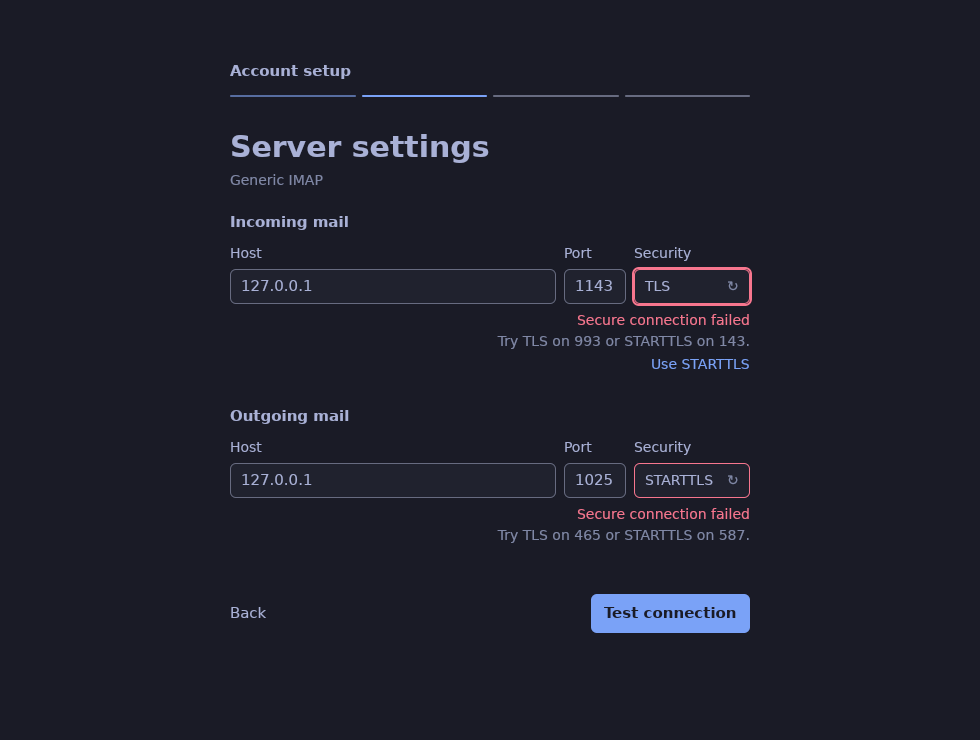 Account setup
Server settings
Generic IMAP
Incoming mail
Host Port Security
127.0.0.1 1143 TLS ↻
Secure connection failed
Try TLS on 993 or STARTTLS on 143.
Use STARTTLS
Outgoing mail
Host Port Security
127.0.0.1 1025 STARTTLS ↻
Secure connection failed
Try TLS on 465 or STARTTLS on 587.
Back Test connection